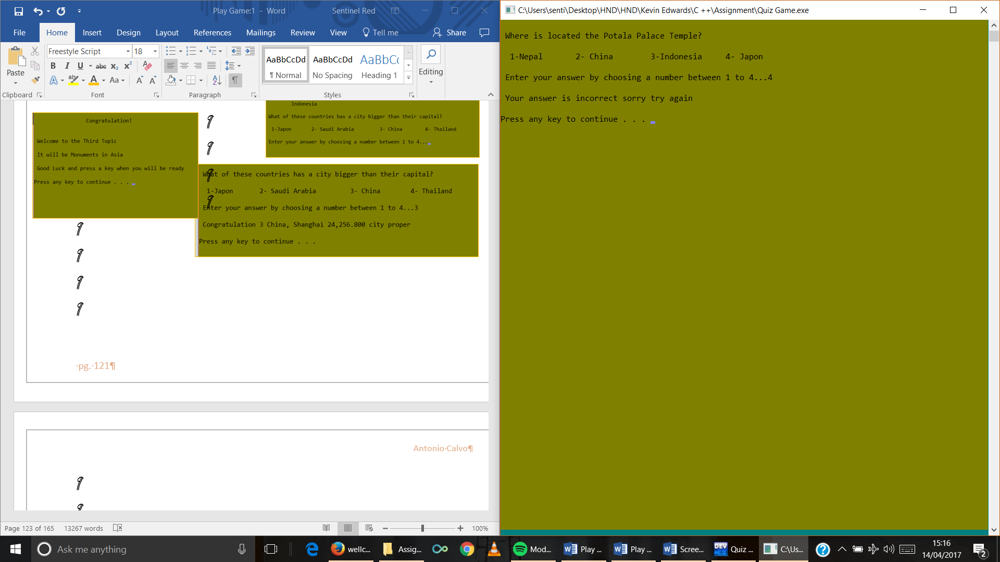 Play Game:1 - Word
Sentinel Red
File Home Insert Design Layout References Mailings Review View Tell me Share
Paste
Freestyle Script 18
B I U abc x₂ x²
A ab A Aa A A
AaBbCcDd AaBbCcDd AaBbCc
¶ Normal No Spacing Heading 1
Editing
Clipboard Font Paragraph Styles
Congratulation!
Welcome to the Third Topic
It will be Monuments in Asia
Good Luck and press a key when you will be ready
Press any key to continue . . .
Indonesia
What of these countries has a city bigger than their capital?
1-Japon 2- Saudi Arabia 3- China 4- Thailand
Enter your answer by choosing a number between 1 to 4...
What of these countries has a city bigger than their capital?
1-Japon 2- Saudi Arabia 3- China 4- Thailand
Enter your answer by choosing a number between 1 to 4...3
Congratulation 3 China, Shanghai 24,256.800 city proper
Press any key to continue . . .
·pg.·121¶
Antonio·Calvo¶
Page 123 of 165 13267 words 100%
C:\Users\senti\Desktop\HND\HND\Kevin Edwards\C ++\Assignment\Quiz Game.exe
Where is located the Potala Palace Temple?
1-Nepal 2- China 3-Indonesia 4- Japon
Enter your answer by choosing a number between 1 to 4...4
Your answer is incorrect sorry try again
Press any key to continue . . .
Ask me anything
wellc... Assig... Mod... Play ... Play ... Scree... DEV Quiz ... C:\Us...
15:16
14/04/2017
2